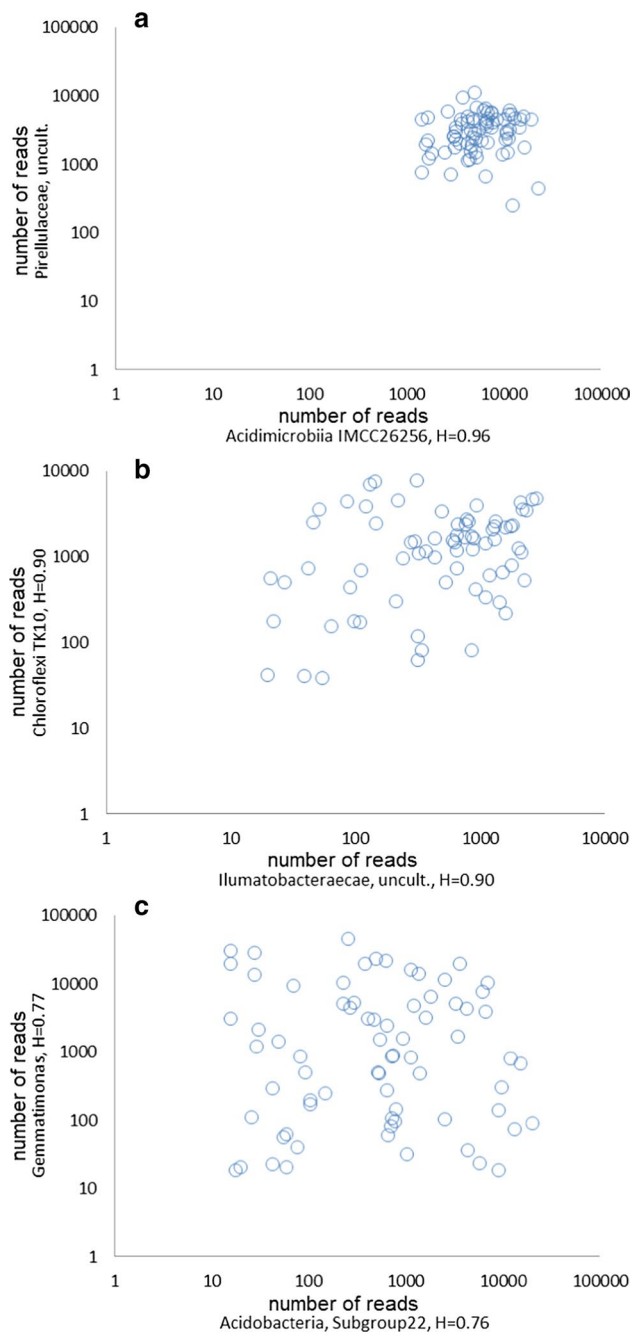 a
100000
10000
1000
100
10
1
number of reads
Pirellulaceae, uncult.
1 10 100 1000 10000 100000
number of reads
Acidimicrobiia IMCC26256, H=0.96
b
10000
1000
100
10
1
number of reads
Chloroflexi TK10, H=0.90
1 10 100 1000 10000
number of reads
Ilumatobacteraecae, uncult., H=0.90
c
100000
10000
1000
100
10
1
number of reads
Gemmatimonas, H=0.77
1 10 100 1000 10000 100000
number of reads
Acidobacteria, Subgroup22, H=0.76